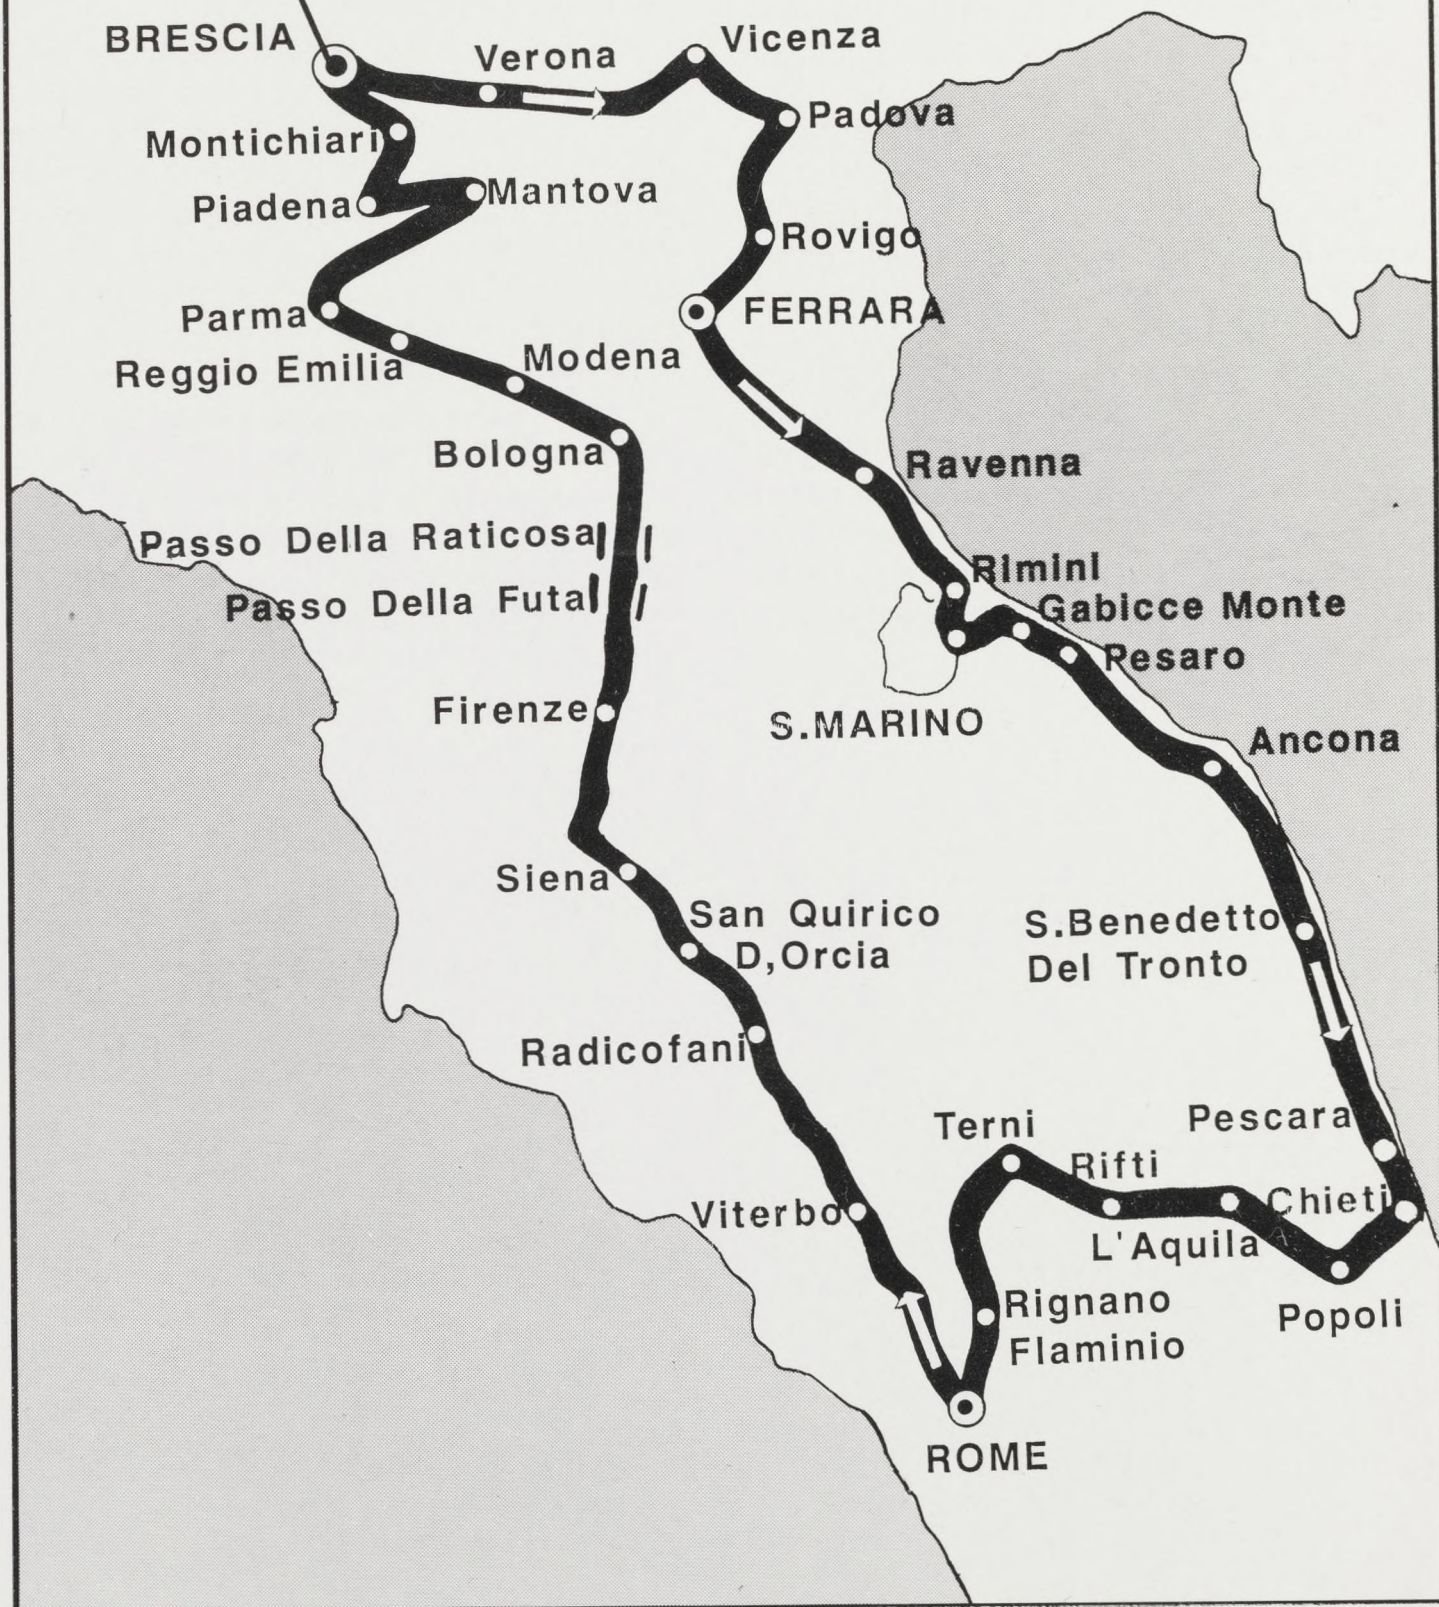 BRESCIA
Verona
Vicenza
Padova
Montichiari
Piadena
Mantova
Rovigo
Parma
FERRARA
Reggio Emilia
Modena
Bologna
Ravenna
Passo Della Raticosa
Rimini
Passo Della Futa
Gabicce Monte
Pesaro
Firenze
S.MARINO
Ancona
Siena
San Quirico
D,Orcia
S.Benedetto
Del Tronto
Radicofani
Terni
Pescara
Rifti
Chieti
Viterbo
L'Aquila
Rignano
Flaminio
Popoli
ROME